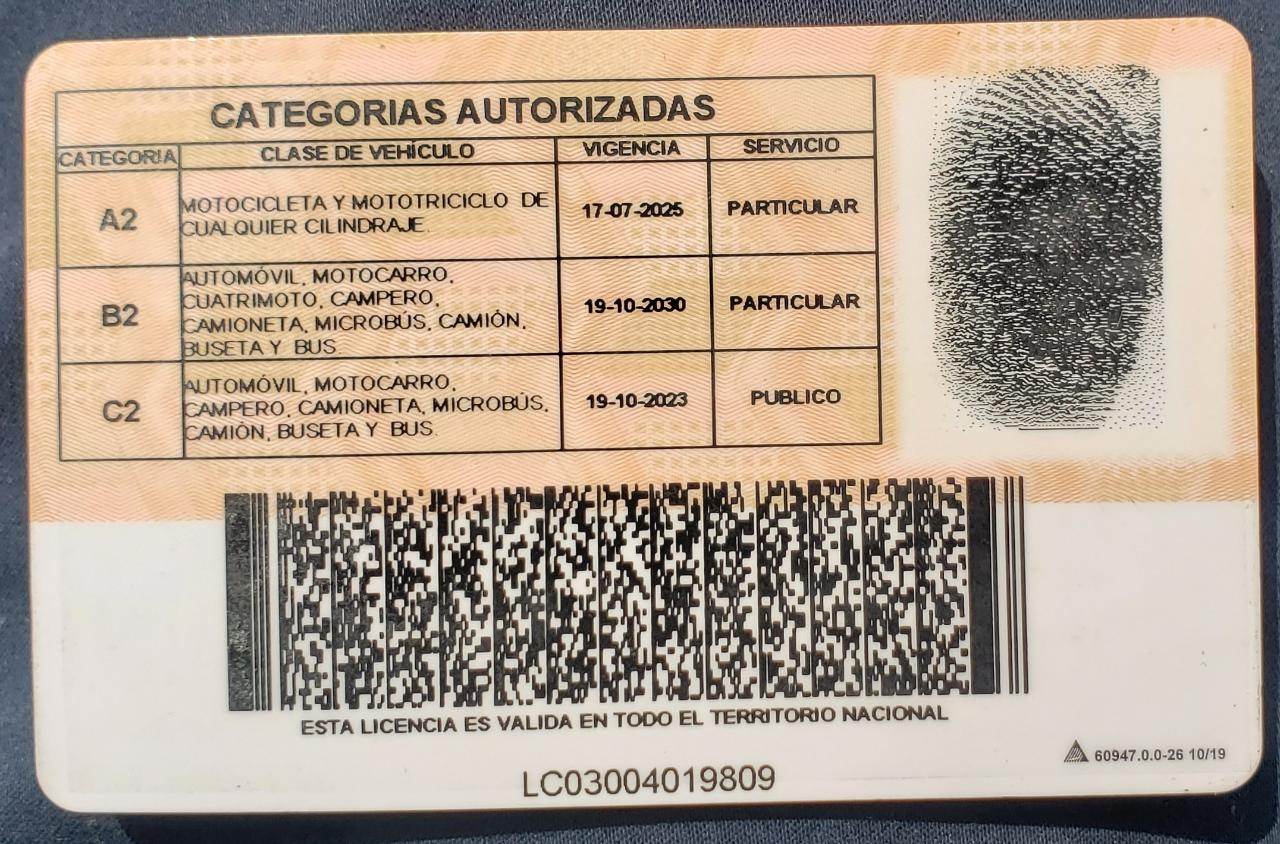 CATEGORIAS AUTORIZADAS
CATEGORIA CLASE DE VEHÍCULO VIGENCIA SERVICIO
A2 MOTOCICLETA Y MOTOTRICICLO DE CUALQUIER CILINDRAJE. 17-07-2025 PARTICULAR
B2 AUTOMÓVIL, MOTOCARRO, CUATRIMOTO, CAMPERO, CAMIONETA, MICROBÚS, CAMIÓN, BUSETA Y BUS. 19-10-2030 PARTICULAR
C2 AUTOMÓVIL, MOTOCARRO, CAMPERO, CAMIONETA, MICROBÚS, CAMIÓN, BUSETA Y BUS. 19-10-2023 PUBLICO
ESTA LICENCIA ES VALIDA EN TODO EL TERRITORIO NACIONAL
60947.0.0-26 10/19
LC03004019809